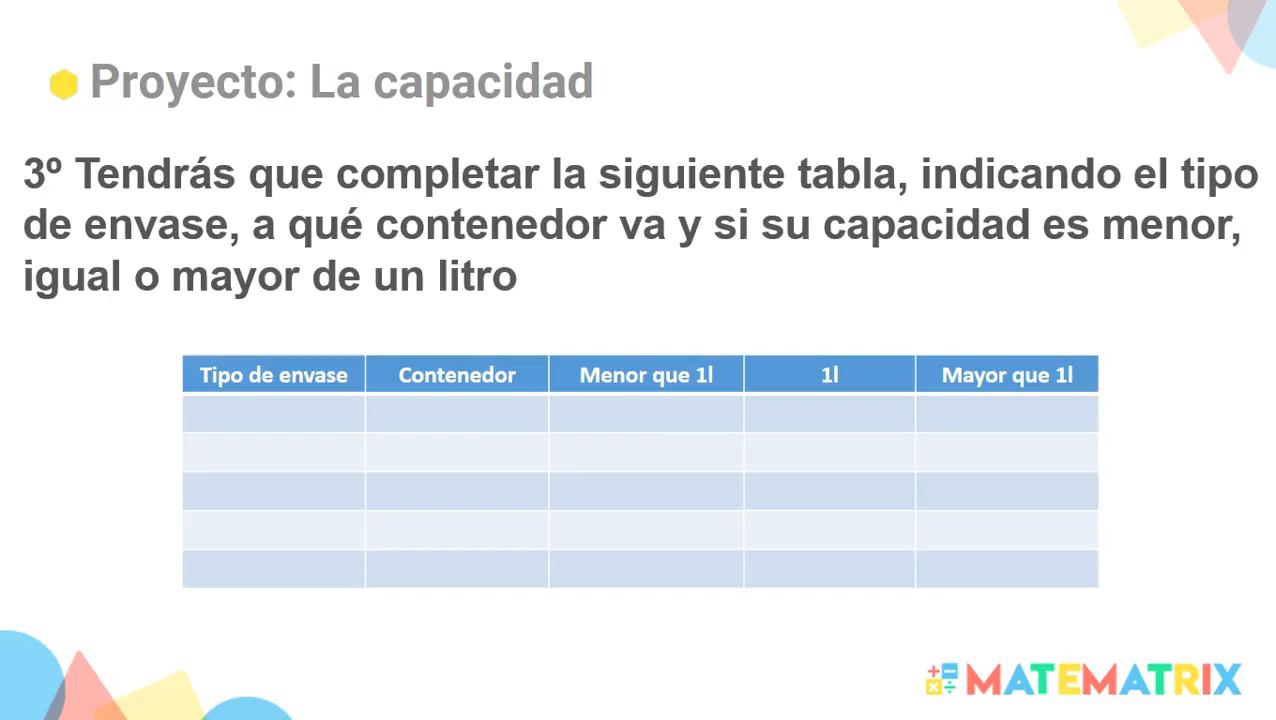 Proyecto: La capacidad
3º Tendrás que completar la siguiente tabla, indicando el tipo
de envase, a qué contenedor va y si su capacidad es menor,
igual o mayor de un litro
Tipo de envase Contenedor Menor que 1l 1l Mayor que 1l
MATEMATRIX